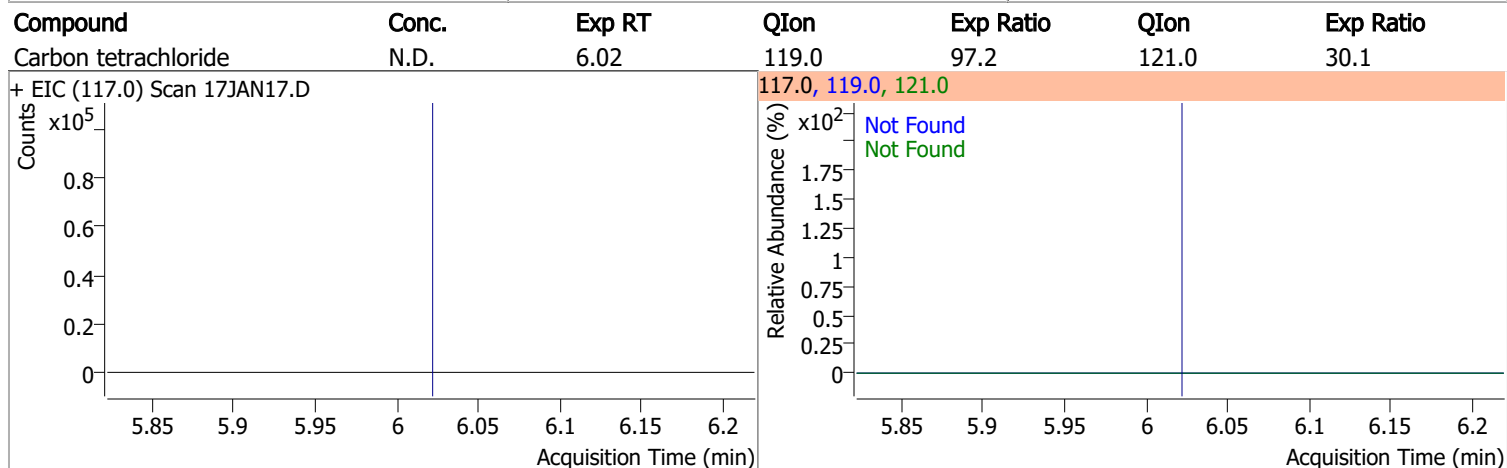 Compound Conc. Exp RT QIon Exp Ratio QIon Exp Ratio
Carbon tetrachloride N.D. 6.02 119.0 97.2 121.0 30.1
+ EIC (117.0) Scan 17JAN17.D
Counts
x10^5
0.8
0.6
0.4
0.2
0
5.85 5.9 5.95 6 6.05 6.1 6.15 6.2
Acquisition Time (min)
117.0, 119.0, 121.0
Relative Abundance (%)
x10^2
Not Found
Not Found
1.75
1.5
1.25
1
0.75
0.5
0.25
0
5.85 5.9 5.95 6 6.05 6.1 6.15 6.2
Acquisition Time (min)